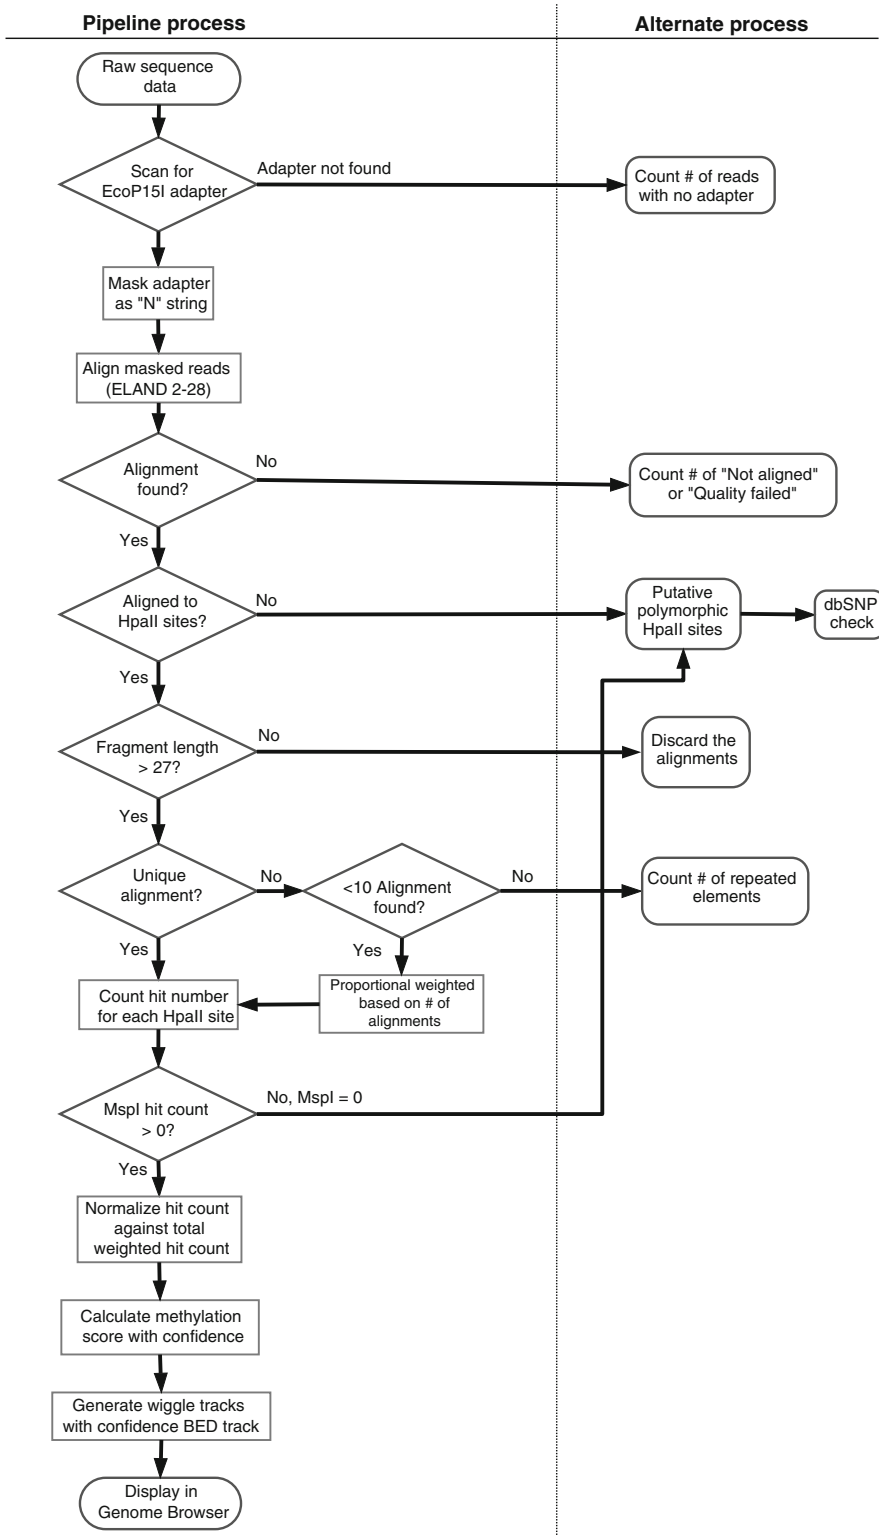 Pipeline process
Alternate process
Raw sequence
data
Scan for
EcoP15I adapter
Adapter not found
Count # of reads
with no adapter
Mask adapter
as "N" string
Align masked reads
(ELAND 2-28)
Alignment
found?
No
Count # of "Not aligned"
or "Quality failed"
Yes
Aligned to
HpaII sites?
No
Putative
polymorphic
HpaII sites
dbSNP
check
Yes
Fragment length
> 27?
No
Discard the
alignments
Yes
Unique
alignment?
No
<10 Alignment
found?
No
Count # of repeated
elements
Yes
Yes
Count hit number
for each HpaII site
Proportional weighted
based on # of
alignments
MspI hit count
> 0?
No, MspI = 0
Yes
Normalize hit count
against total
weighted hit count
Calculate methylation
score with confidence
Generate wiggle tracks
with confidence BED track
Display in
Genome Browser